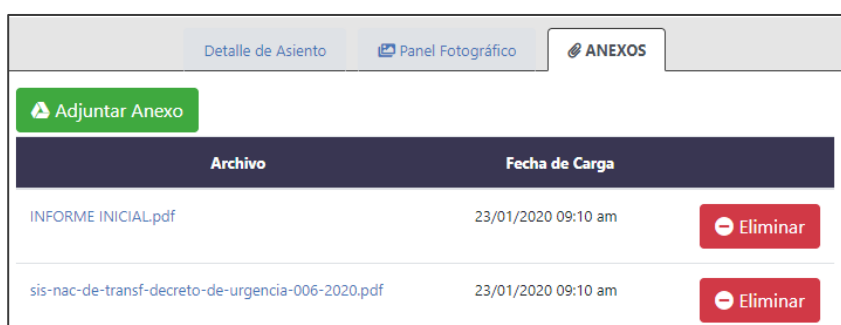 Detalle de Asiento Panel Fotográfico ANEXOS
Adjuntar Anexo
Archivo Fecha de Carga
INFORME INICIAL.pdf 23/01/2020 09:10 am Eliminar
sis-nac-de-transf-decreto-de-urgencia-006-2020.pdf 23/01/2020 09:10 am Eliminar